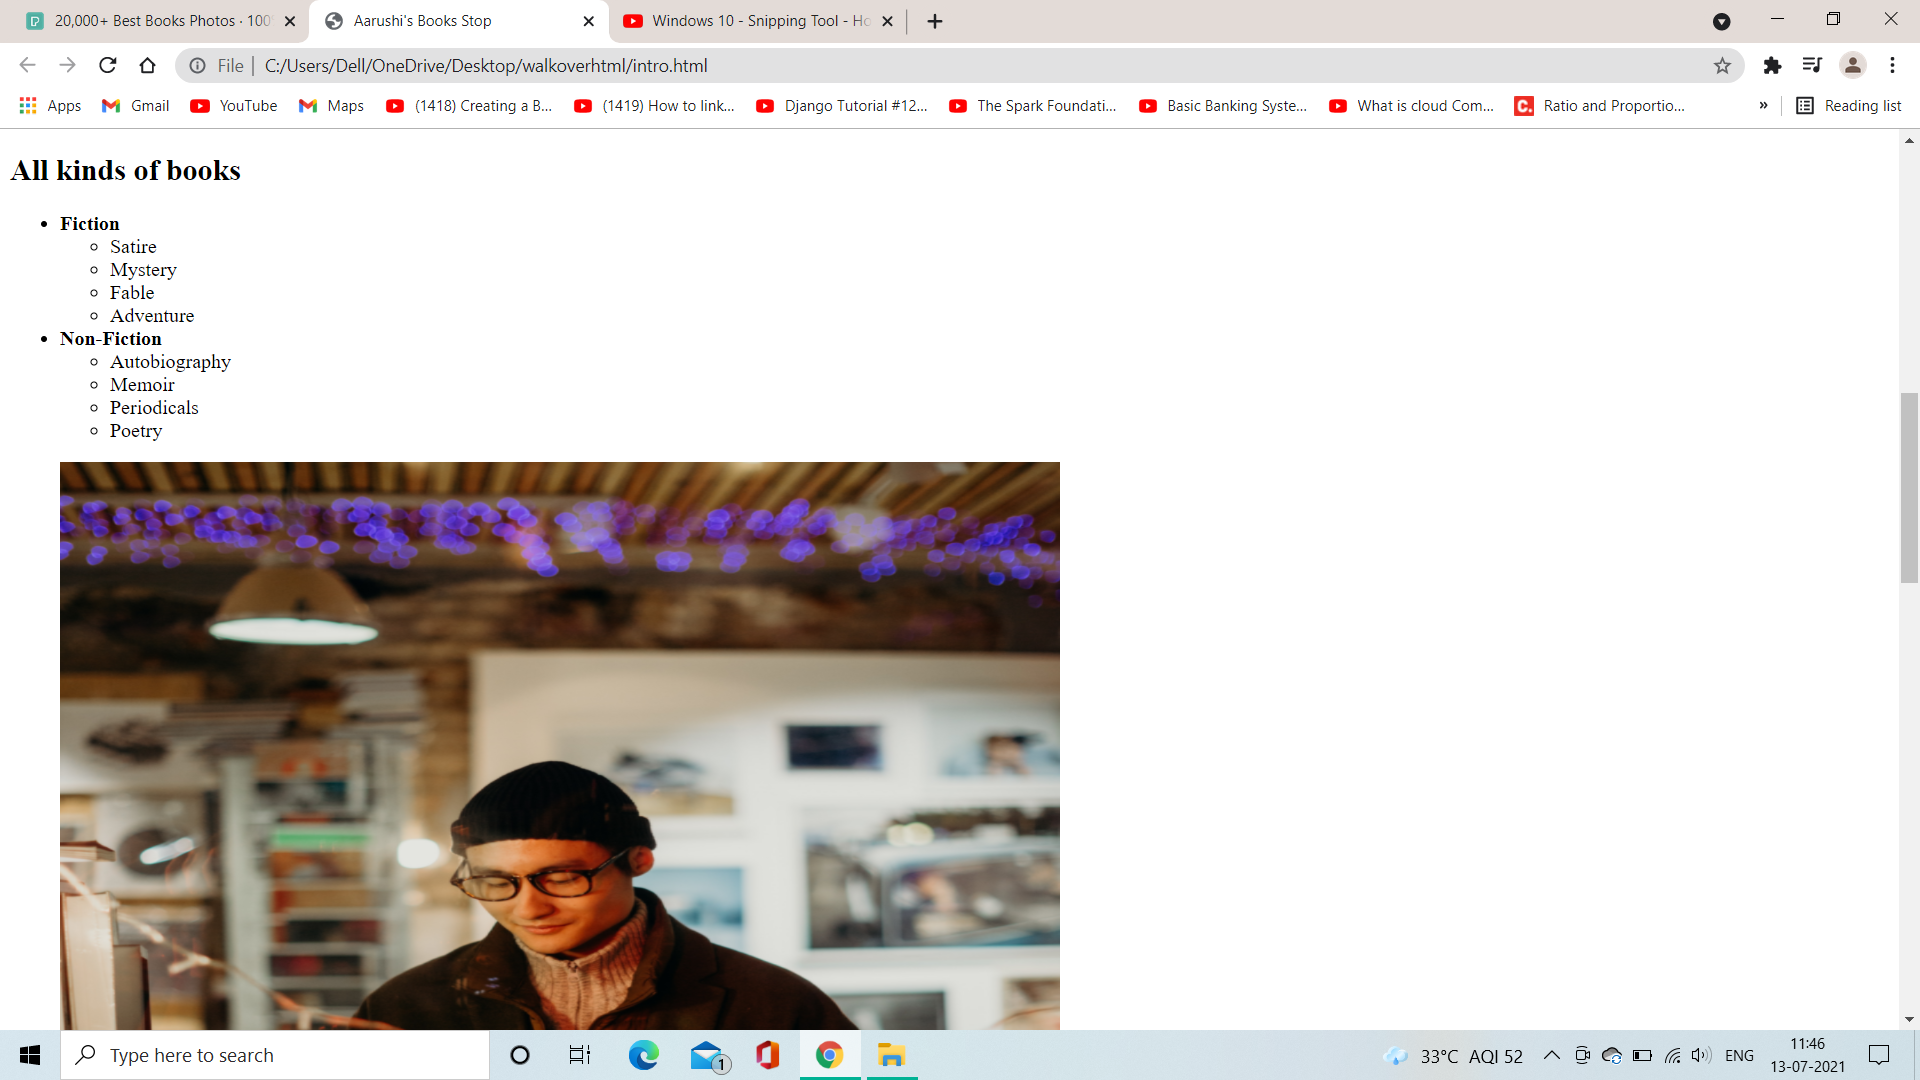 20,000+ Best Books Photos · 100
Aarushi's Books Stop
Windows 10 - Snipping Tool - Ho
File
C:/Users/Dell/OneDrive/Desktop/walkoverhtml/intro.html
Apps
Gmail
YouTube
Maps
(1418) Creating a B...
(1419) How to link...
Django Tutorial #12...
The Spark Foundati...
Basic Banking Syste...
What is cloud Com...
Ratio and Proportio...
»
Reading list
All kinds of books
Fiction
Satire
Mystery
Fable
Adventure
Non-Fiction
Autobiography
Memoir
Periodicals
Poetry
Type here to search
1
33°C AQI 52
ENG
11:46
13-07-2021